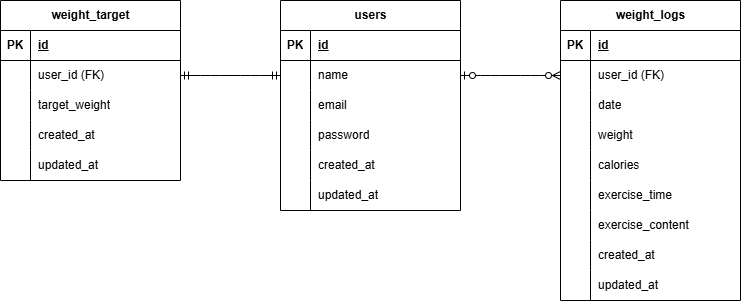 weight_target
PK id
user_id (FK)
target_weight
created_at
updated_at
users
PK id
name
email
password
created_at
updated_at
weight_logs
PK id
user_id (FK)
date
weight
calories
exercise_time
exercise_content
created_at
updated_at